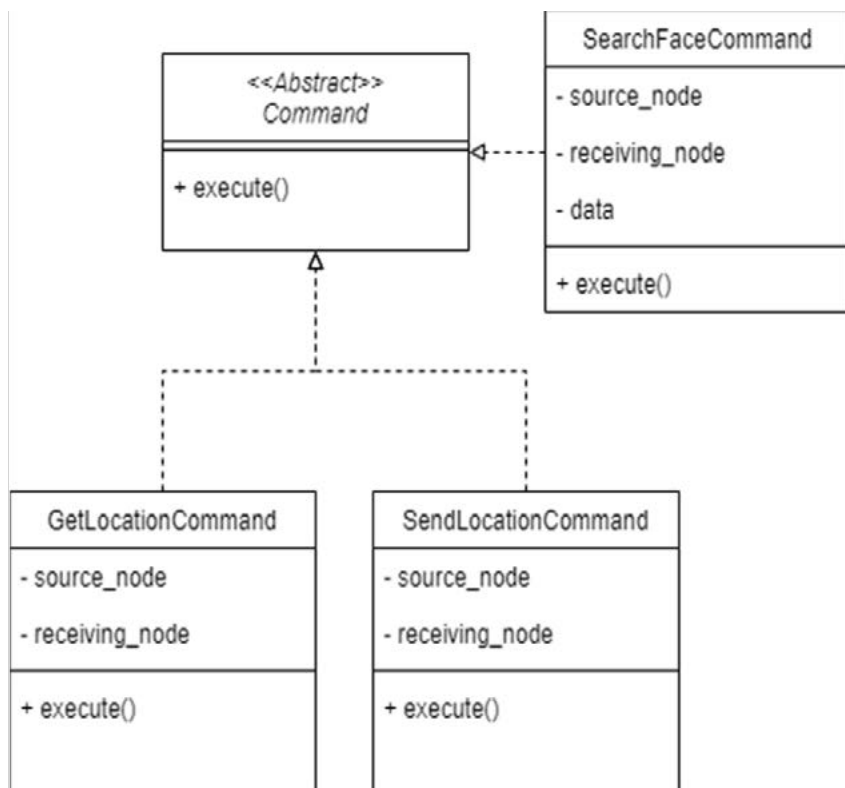 <<Abstract>>
Command
+ execute()
SearchFaceCommand
- source_node
- receiving_node
- data
+ execute()
GetLocationCommand
- source_node
- receiving_node
+ execute()
SendLocationCommand
- source_node
- receiving_node
+ execute()